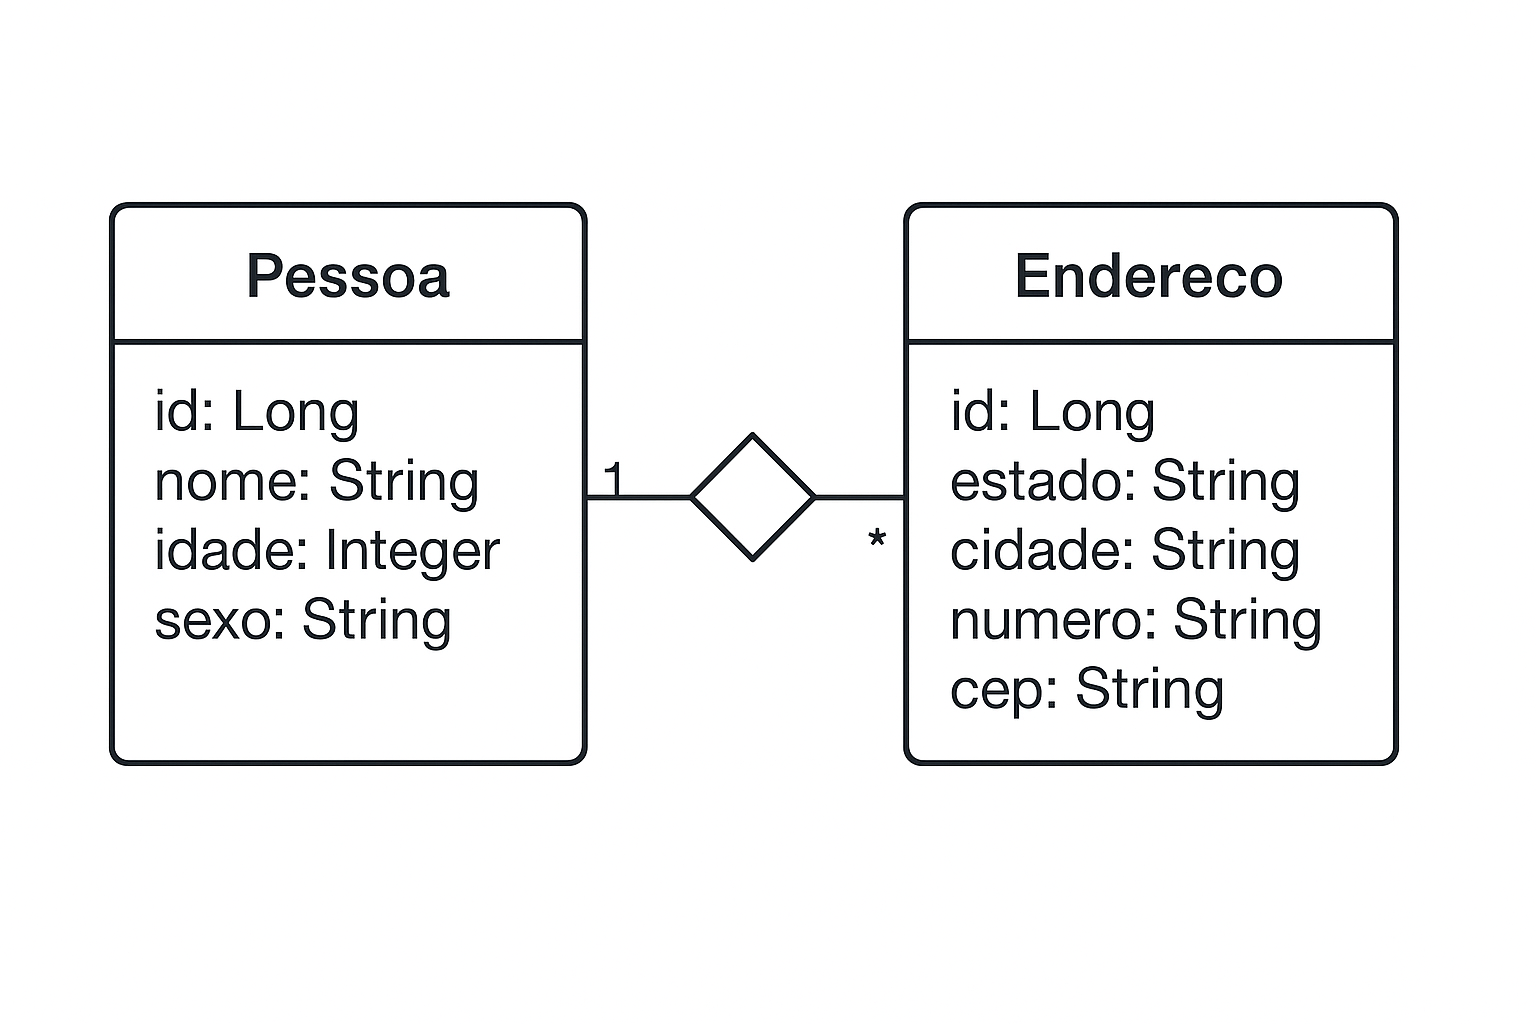 Pessoa
id: Long
nome: String
idade: Integer
sexo: String
1
*
Endereco
id: Long
estado: String
cidade: String
numero: String
cep: String